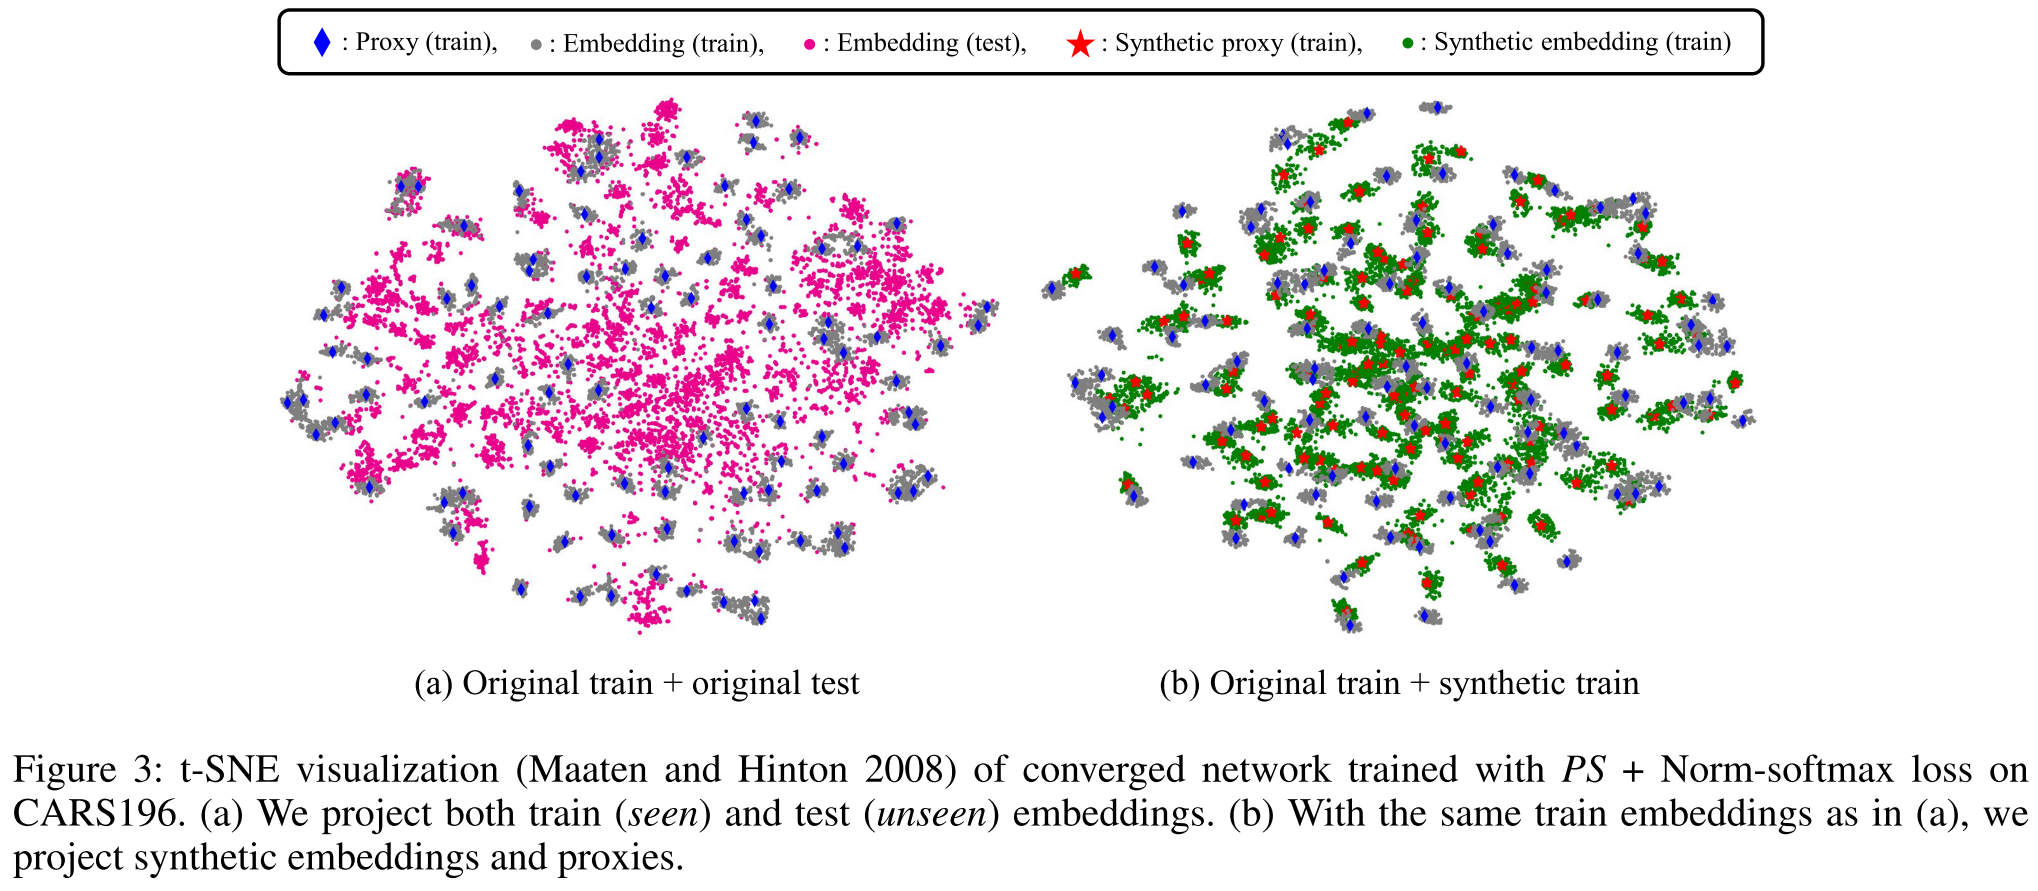 : Proxy (train), : Embedding (train), : Embedding (test), : Synthetic proxy (train), : Synthetic embedding (train)
(a) Original train + original test
(b) Original train + synthetic train
Figure 3: t-SNE visualization (Maaten and Hinton 2008) of converged network trained with PS + Norm-softmax loss on
CARS196. (a) We project both train (seen) and test (unseen) embeddings. (b) With the same train embeddings as in (a), we
project synthetic embeddings and proxies.